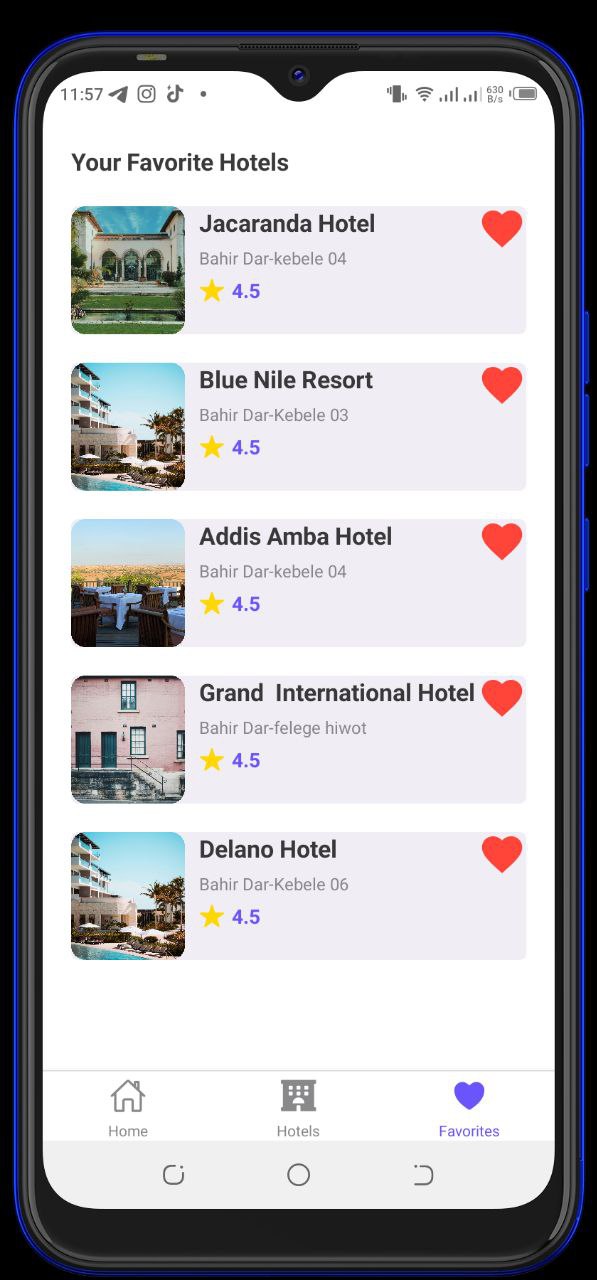 11:57
630
B/s
Your Favorite Hotels
Jacaranda Hotel
Bahir Dar-kebele 04
4.5
Blue Nile Resort
Bahir Dar-Kebele 03
4.5
Addis Amba Hotel
Bahir Dar-kebele 04
4.5
Grand  International Hotel
Bahir Dar-felege hiwot
4.5
Delano Hotel
Bahir Dar-Kebele 06
4.5
Home
Hotels
Favorites